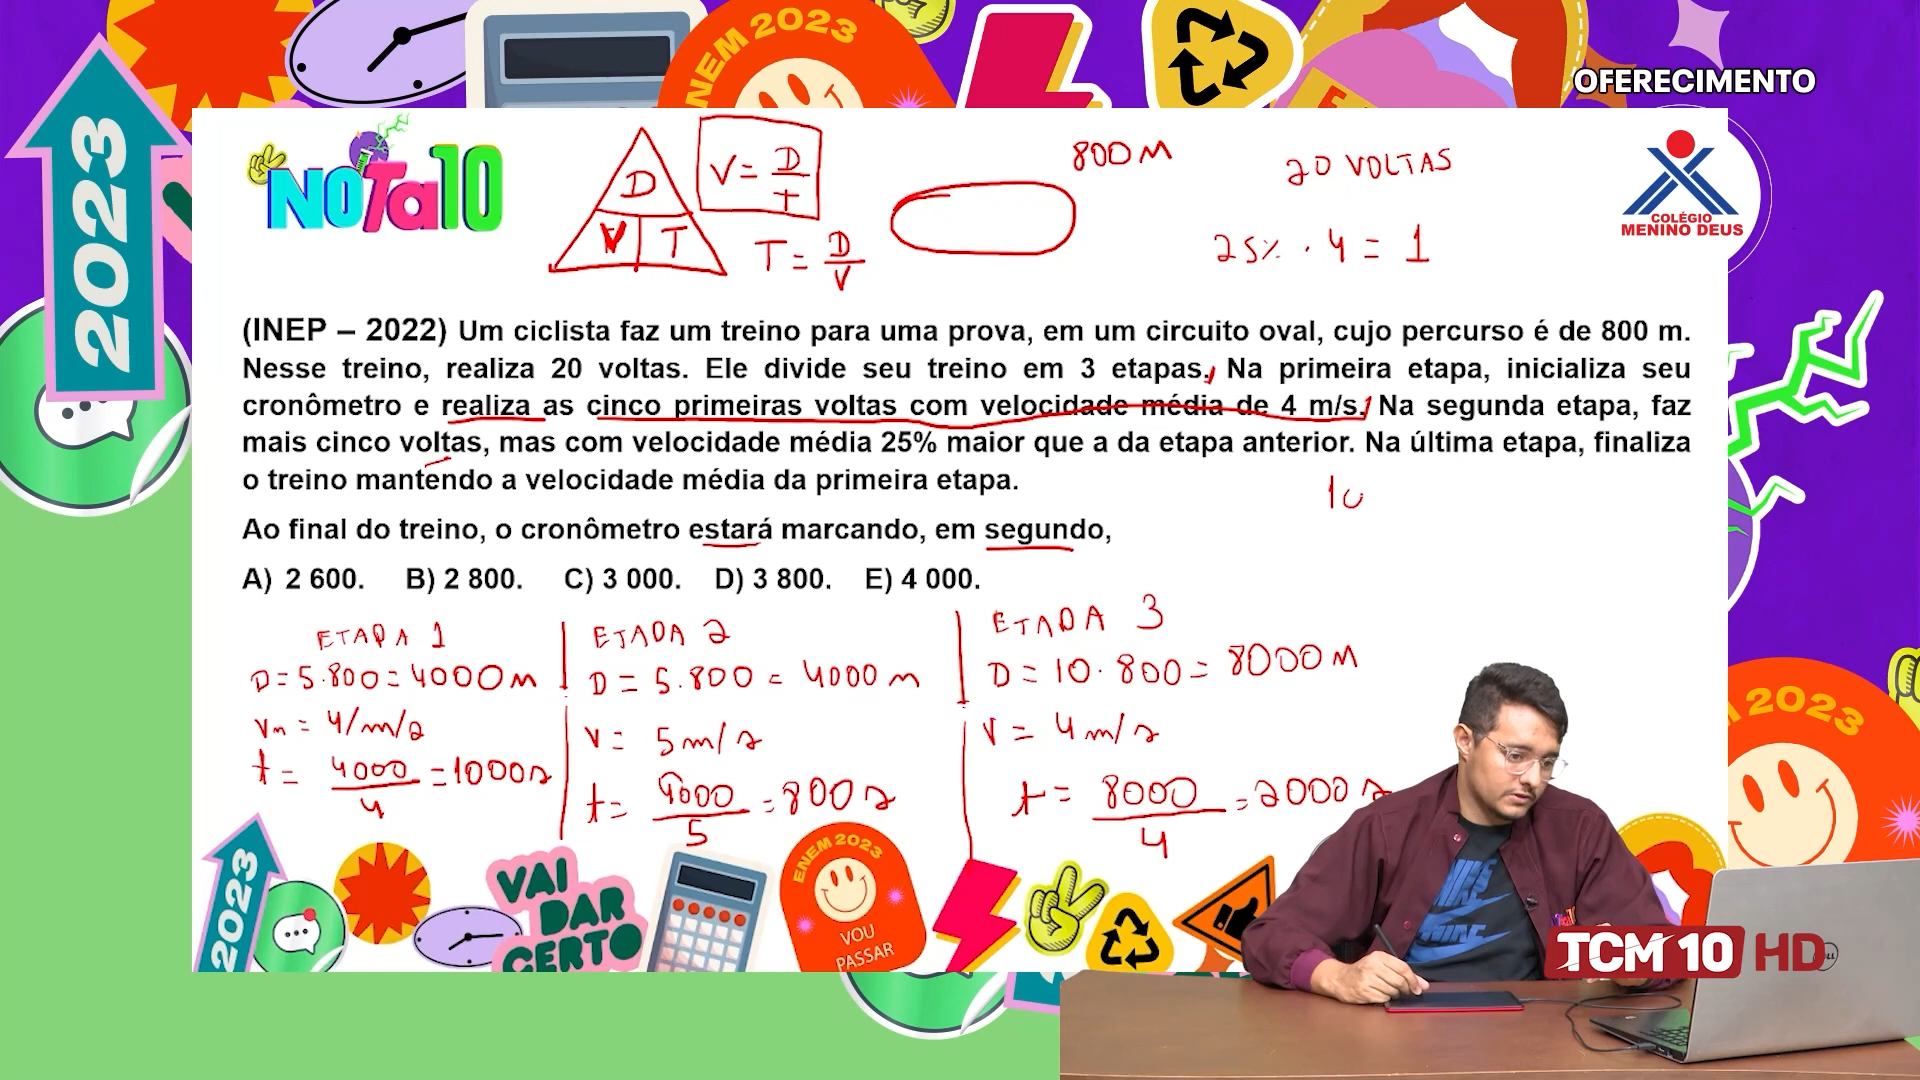 2023
ENEM 2023
OFERECIMENTO
NOTa10
D
V T
V = D/T
T = D/V
800 M
20 VOLTAS
25% . 4 = 1
COLÉGIO
MENINO DEUS
(INEP – 2022) Um ciclista faz um treino para uma prova, em um circuito oval, cujo percurso é de 800 m.
Nesse treino, realiza 20 voltas. Ele divide seu treino em 3 etapas. Na primeira etapa, inicializa seu
cronômetro e realiza as cinco primeiras voltas com velocidade média de 4 m/s. Na segunda etapa, faz
mais cinco voltas, mas com velocidade média 25% maior que a da etapa anterior. Na última etapa, finaliza
o treino mantendo a velocidade média da primeira etapa.
10
Ao final do treino, o cronômetro estará marcando, em segundo,
A) 2 600. B) 2 800. C) 3 000. D) 3 800. E) 4 000.
ETAPA 1
D = 5.800 = 4000 m
Vm = 4/m/s
t = 4000/4 = 1000 s
ETAPA 2
D = 5.800 = 4000 m
V = 5 m/s
t = 4000/5 = 800 s
ETAPA 3
D = 10.800 = 8000 M
V = 4 m/s
t = 8000/4 = 2000 s
2023
VAI
DAR
CERTO
ENEM 2023
VOU
PASSAR
2023
TCM 10 HD